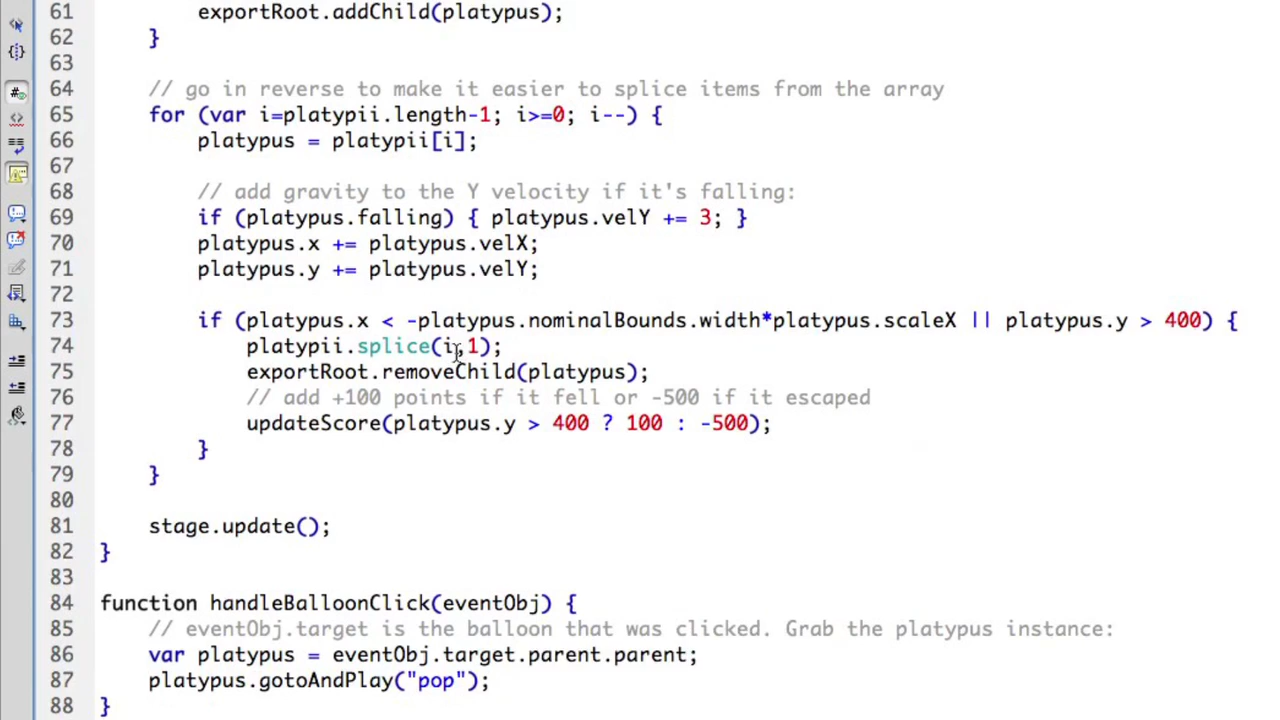 61 exportRoot.addChild(platypus);
62 }
63
64 // go in reverse to make it easier to splice items from the array
65 for (var i=platypii.length-1; i>=0; i--) {
66 platypus = platypii[i];
67
68 // add gravity to the Y velocity if it's falling:
69 if (platypus.falling) { platypus.velY += 3; }
70 platypus.x += platypus.velX;
71 platypus.y += platypus.velY;
72
73 if (platypus.x < -platypus.nominalBounds.width*platypus.scaleX || platypus.y > 400) {
74 platypii.splice(i,1);
75 exportRoot.removeChild(platypus);
76 // add +100 points if it fell or -500 if it escaped
77 updateScore(platypus.y > 400 ? 100 : -500);
78 }
79 }
80
81 stage.update();
82 }
83
84 function handleBalloonClick(eventObj) {
85 // eventObj.target is the balloon that was clicked. Grab the platypus instance:
86 var platypus = eventObj.target.parent.parent;
87 platypus.gotoAndPlay("pop");
88 }